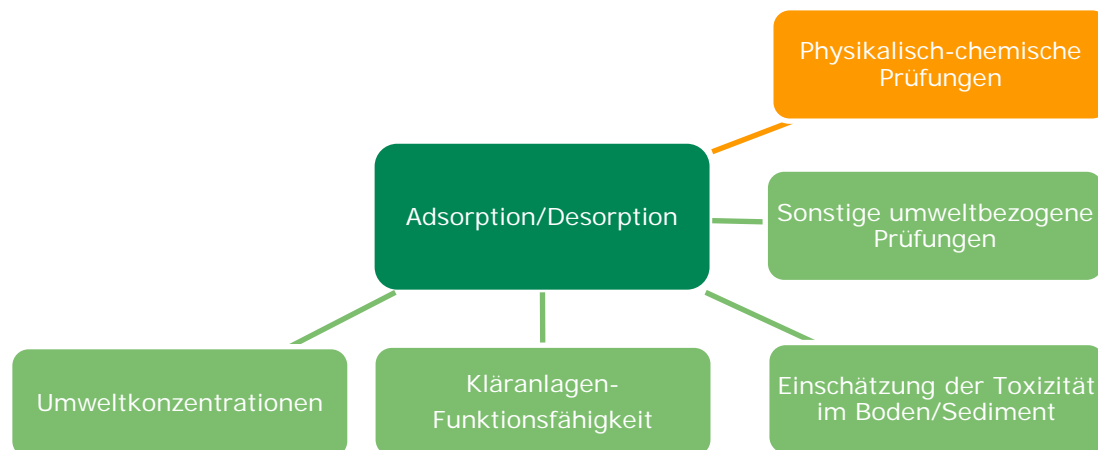 Physikalisch-chemische
Prüfungen
Adsorption/Desorption
Sonstige umweltbezogene
Prüfungen
Umweltkonzentrationen
Kläranlagen-
Funktionsfähigkeit
Einschätzung der Toxizität
im Boden/Sediment